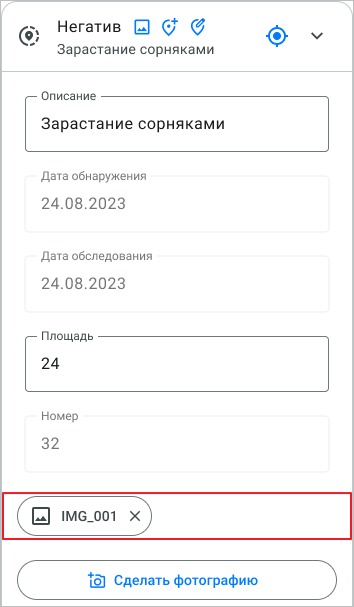 Негатив
Зарастание сорняками
Описание
Зарастание сорняками
Дата обнаружения
24.08.2023
Дата обследования
24.08.2023
Площадь
24
Номер
32
IMG_001
Сделать фотографию